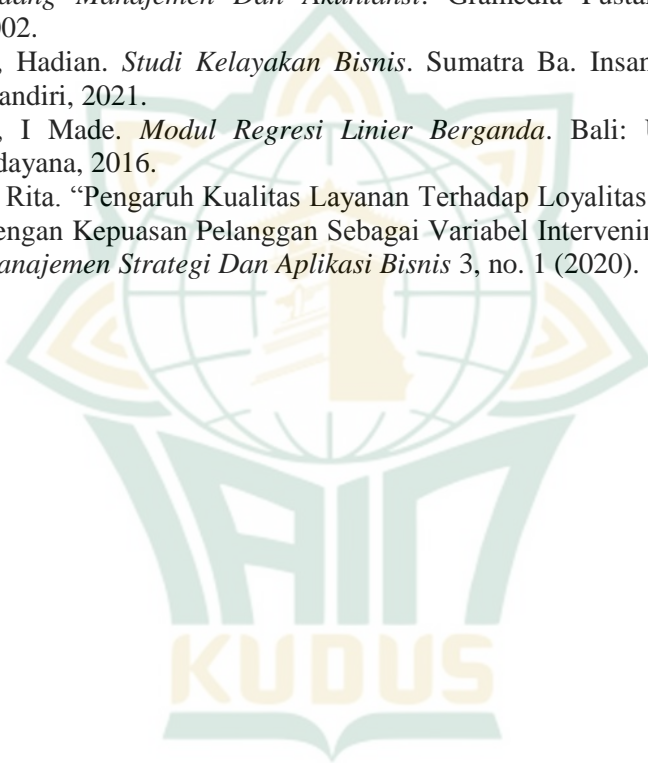 Manajemen Dan Akuntansi. Gramedia Pustak
002.
, Hadian. Studi Kelayakan Bisnis. Sumatra Ba. Insan
andiri, 2021.
, I Made. Modul Regresi Linier Berganda. Bali: U
dayana, 2016.
Rita. "Pengaruh Kualitas Layanan Terhadap Loyalitas
engan Kepuasan Pelanggan Sebagai Variabel Intervenin
anajemen Strategi Dan Aplikasi Bisnis 3, no. 1 (2020).
IAIN
KUDUS